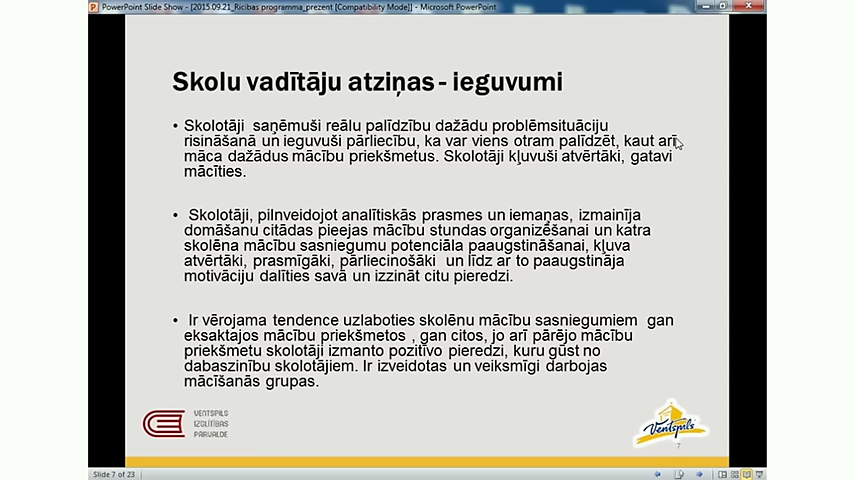 PowerPoint Slide Show - [2015.09.21_Ricibas programma_prezent [Compatibility Mode]] - Microsoft PowerPoint
Skolu vadītāju atziņas - ieguvumi
• Skolotāji saņēmuši reālu palīdzību dažādu problēmsituāciju
risināšanā un ieguvuši pārliecību, ka var viens otram palīdzēt, kaut arī
māca dažādus mācību priekšmetus. Skolotāji kļuvuši atvērtāki, gatavi
mācīties.
• Skolotāji, pilnveidojot analītiskās prasmes un iemaņas, izmainīja
domāšanu citādas pieejas mācību stundas organizēšanai un katra
skolēna mācību sasniegumu potenciāla paaugstināšanai, kļuva
atvērtāki, prasmīgāki, pārliecinošāki un līdz ar to paaugstināja
motivāciju dalīties savā un izzināt citu pieredzi.
• Ir vērojama tendence uzlaboties skolēnu mācību sasniegumiem gan
eksaktajos mācību priekšmetos , gan citos, jo arī pārējo mācību
priekšmetu skolotāji izmanto pozitīvo pieredzi, kuru gūst no
dabaszinību skolotājiem. Ir izveidotas un veiksmīgi darbojas
mācīšanās grupas.
VENTSPILS
IZGLĪTĪBAS
PĀRVALDE
Ventspils
7
Slide 7 of 23